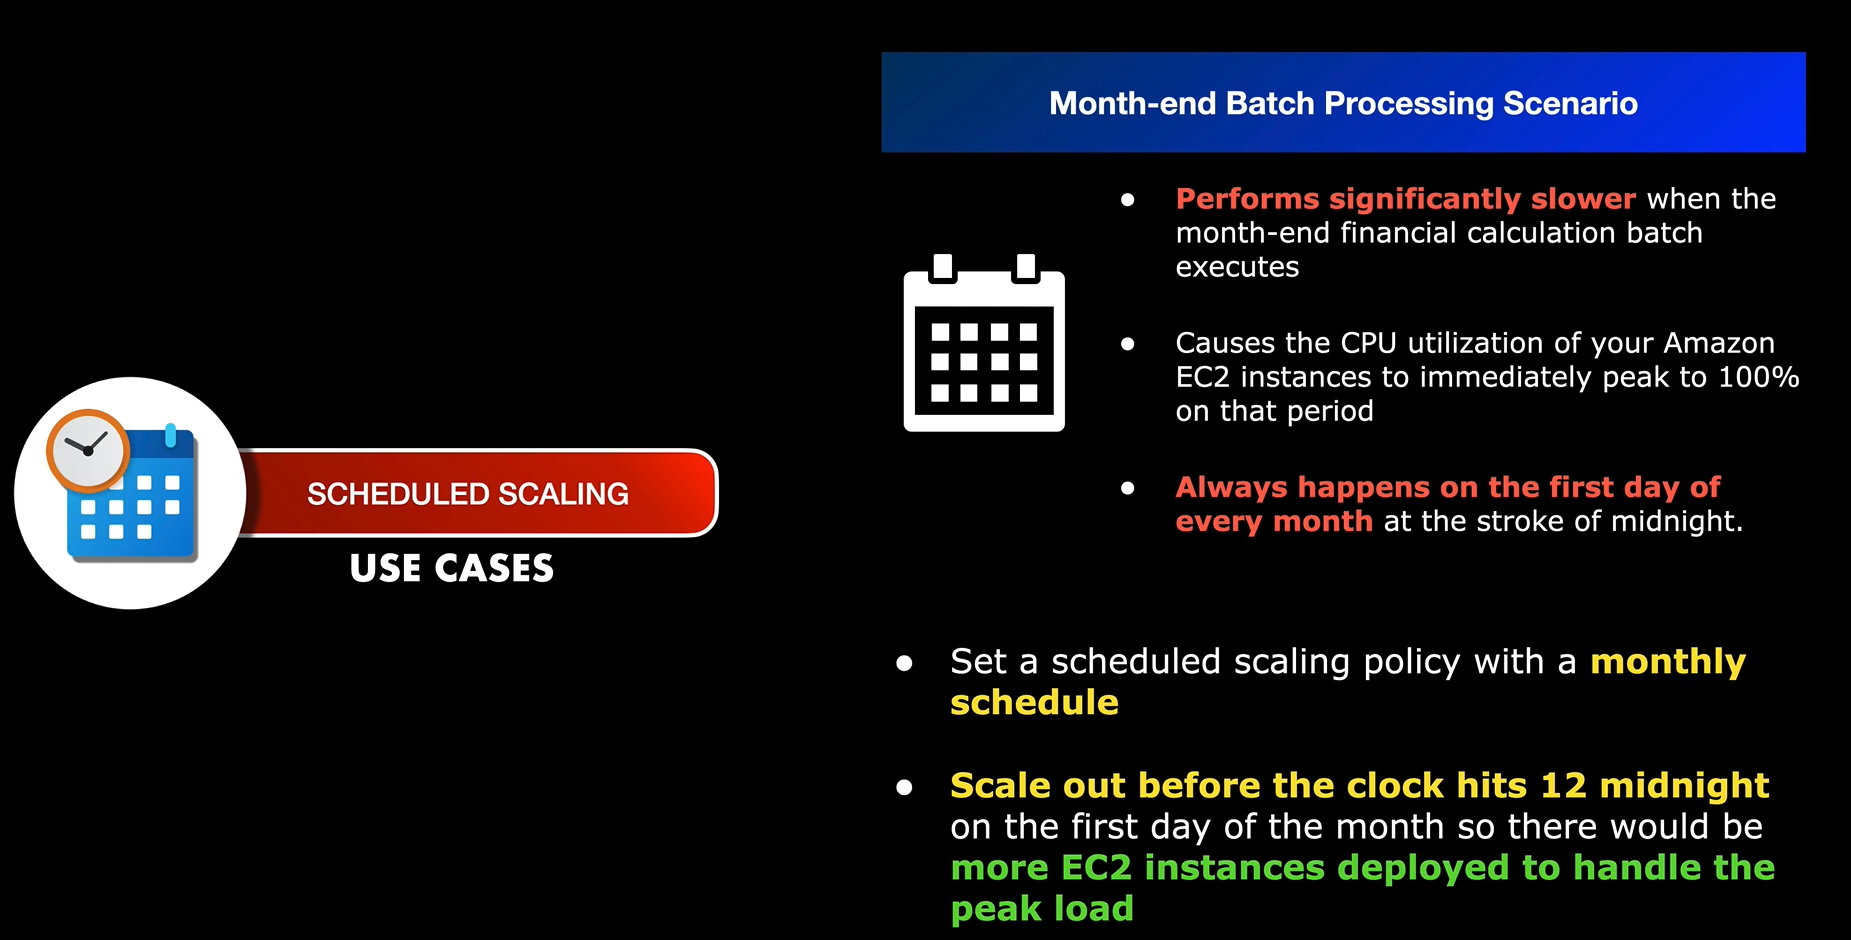 SCHEDULED SCALING
USE CASES
Month-end Batch Processing Scenario
● Performs significantly slower when the
month-end financial calculation batch
executes
● Causes the CPU utilization of your Amazon
EC2 instances to immediately peak to 100%
on that period
● Always happens on the first day of
every month at the stroke of midnight.
● Set a scheduled scaling policy with a monthly
schedule
● Scale out before the clock hits 12 midnight
on the first day of the month so there would be
more EC2 instances deployed to handle the
peak load